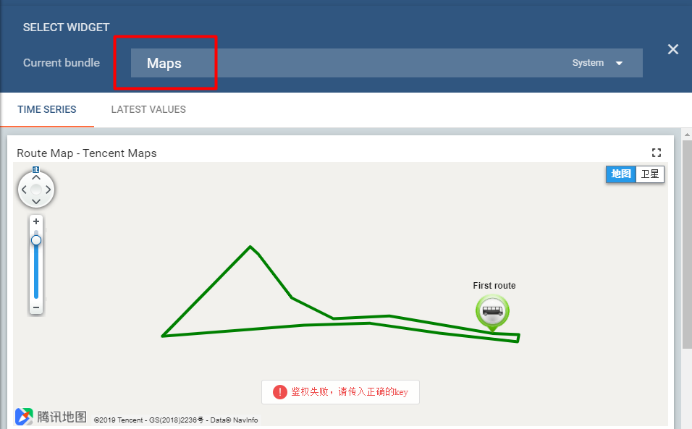 SELECT WIDGET
Current bundle
Maps
System
TIME SERIES
LATEST VALUES
Route Map - Tencent Maps
地图
卫星
First route
鉴权失败，请传入正确的key
腾讯地图
©2019 Tencent - GS(2018)2236号 - Data© NavInfo